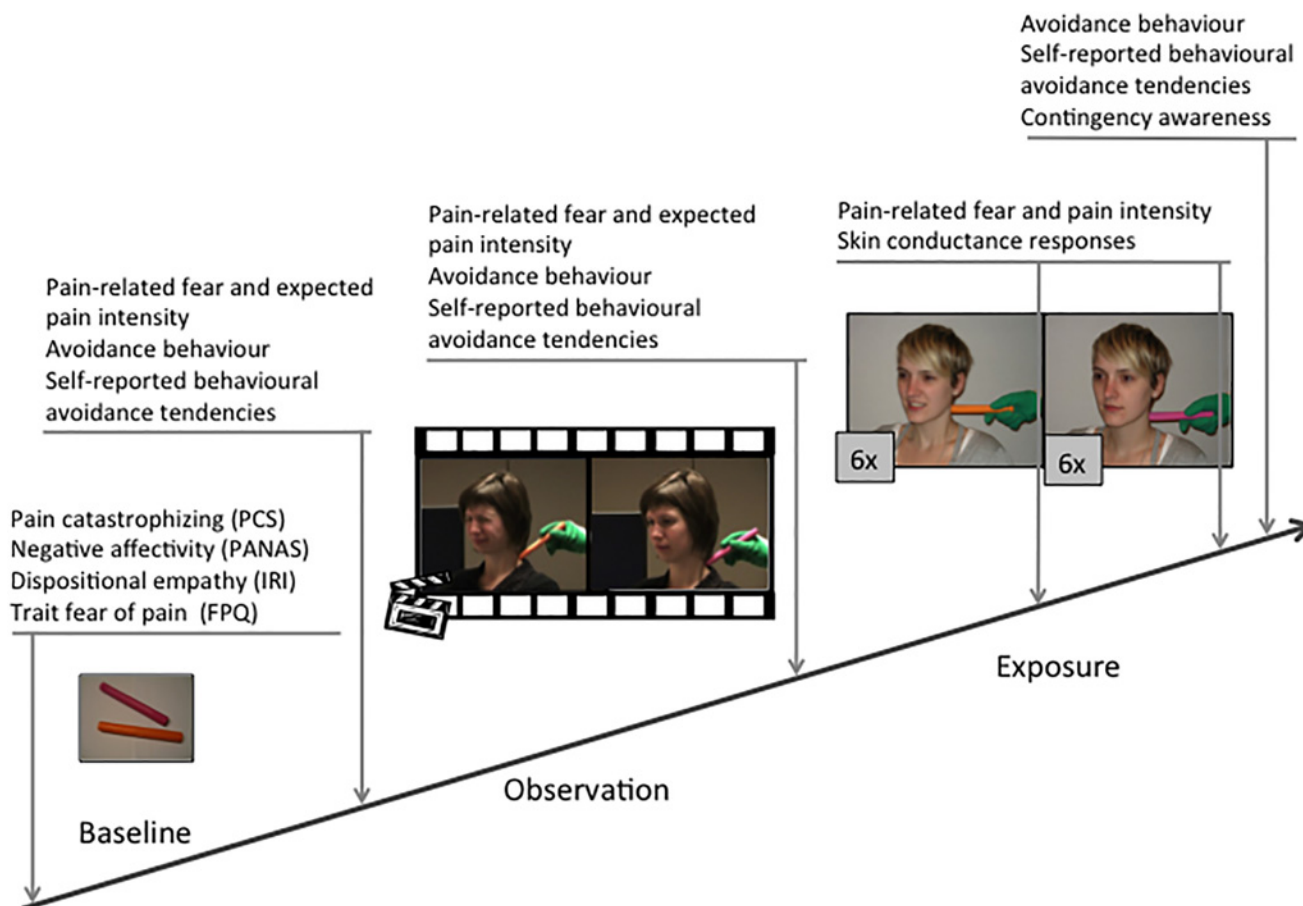 Avoidance behaviour
Self-reported behavioural
avoidance tendencies
Contingency awareness
Pain-related fear and expected
pain intensity
Avoidance behaviour
Self-reported behavioural
avoidance tendencies
Pain-related fear and pain intensity
Skin conductance responses
Pain-related fear and expected
pain intensity
Avoidance behaviour
Self-reported behavioural
avoidance tendencies
6x
6x
Pain catastrophizing (PCS)
Negative affectivity (PANAS)
Dispositional empathy (IRI)
Trait fear of pain (FPQ)
Exposure
Observation
Baseline